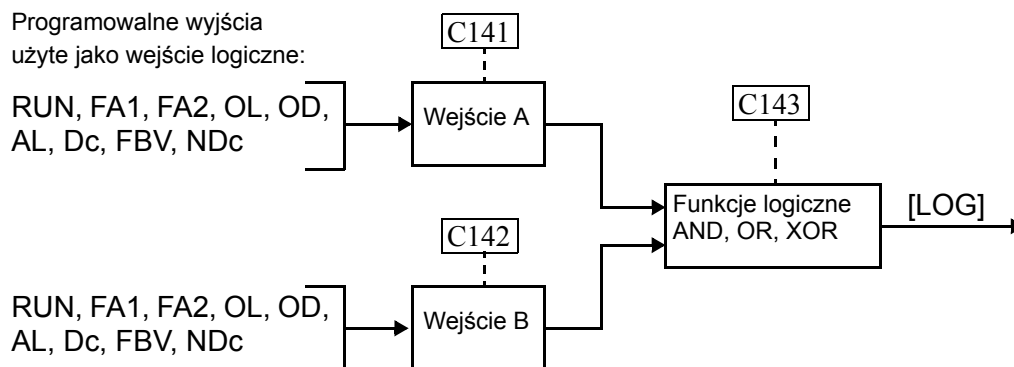 Programowalne wyjścia
użyte jako wejście logiczne:
C141
RUN, FA1, FA2, OL, OD,
AL, Dc, FBV, NDc
Wejście A
C143
Funkcje logiczne
AND, OR, XOR
[LOG]
C142
RUN, FA1, FA2, OL, OD,
AL, Dc, FBV, NDc
Wejście B